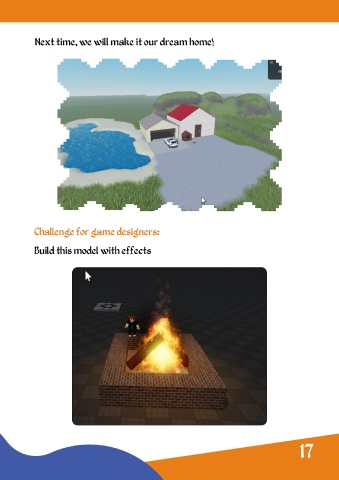 Next time, we will make it our dream home!
Challenge for game designers:
Build this model with effects
17